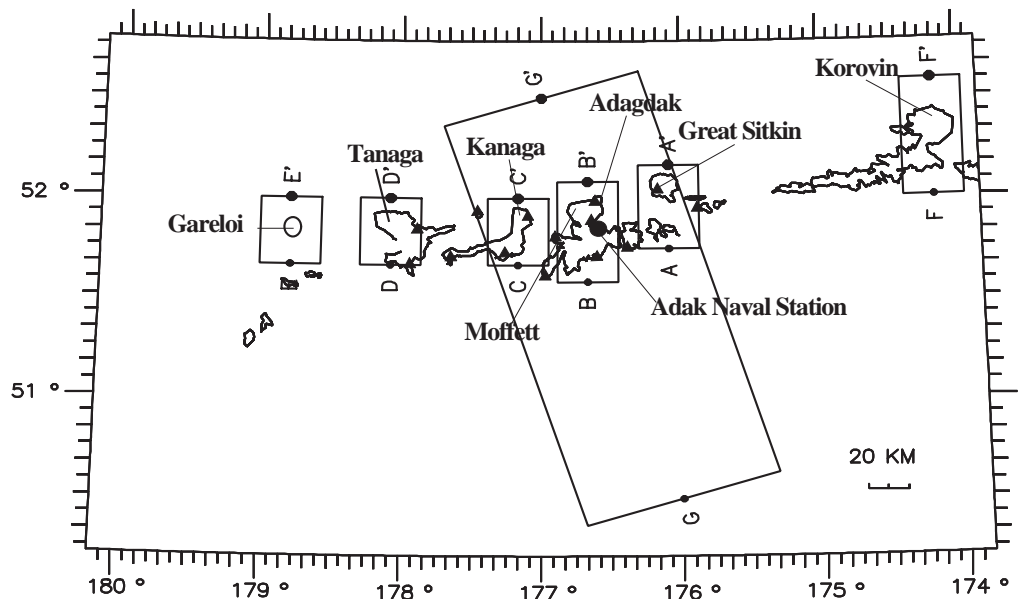 Korovin
F'
G'
Adagdak
Great Sitkin
A'
Kanaga
Tanaga
B'
C'
D'
E'
52 °
Gareloi
F
A
D
C
B
Adak Naval Station
Moffett
51 °
20 KM
G
180 °
179 °
178 °
177 °
176 °
175 °
174 °